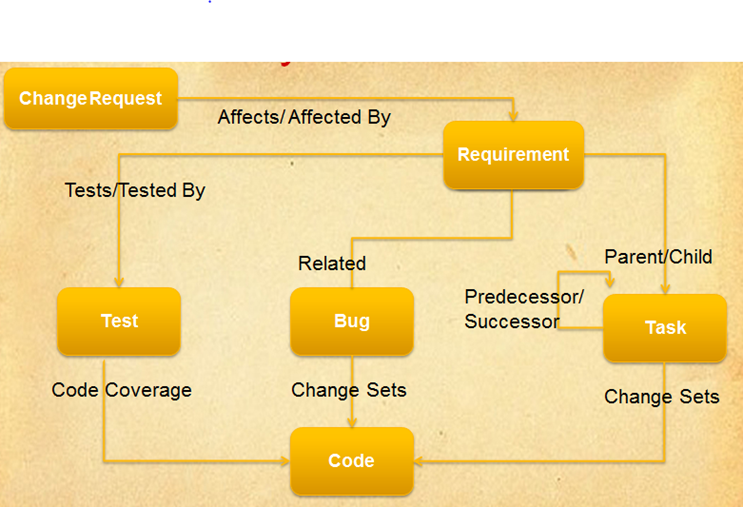 ChangeRequest
Affects/Affected By
Requirement
Tests/Tested By
Related
Parent/Child
Predecessor/
Successor
Test
Bug
Task
Code Coverage
Change Sets
Change Sets
Code